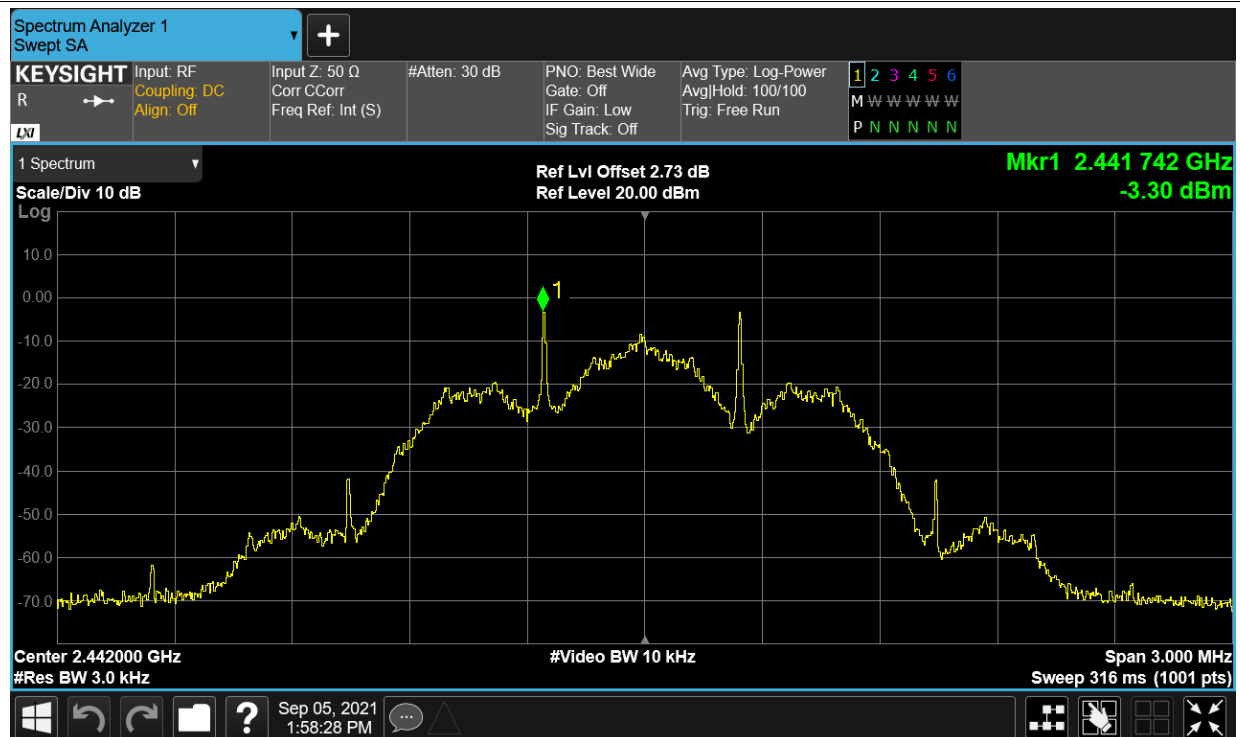 Spectrum Analyzer 1
Swept SA
+
KEYSIGHT
R
LXI
Input: RF
Coupling: DC
Align: Off
Input Z: 50 Ω
Corr CCorr
Freq Ref: Int (S)
#Atten: 30 dB
PNO: Best Wide
Gate: Off
IF Gain: Low
Sig Track: Off
Avg Type: Log-Power
Avg|Hold: 100/100
Trig: Free Run
1 2 3 4 5 6
M W W W W W W
P N N N N N N
1 Spectrum
Scale/Div 10 dB
Log
Ref Lvl Offset 2.73 dB
Ref Level 20.00 dBm
Mkr1 2.441 742 GHz
-3.30 dBm
10.0
0.00
-10.0
-20.0
-30.0
-40.0
-50.0
-60.0
-70.0
1
Center 2.442000 GHz
#Res BW 3.0 kHz
#Video BW 10 kHz
Span 3.000 MHz
Sweep 316 ms (1001 pts)
?
Sep 05, 2021
1:58:28 PM
...